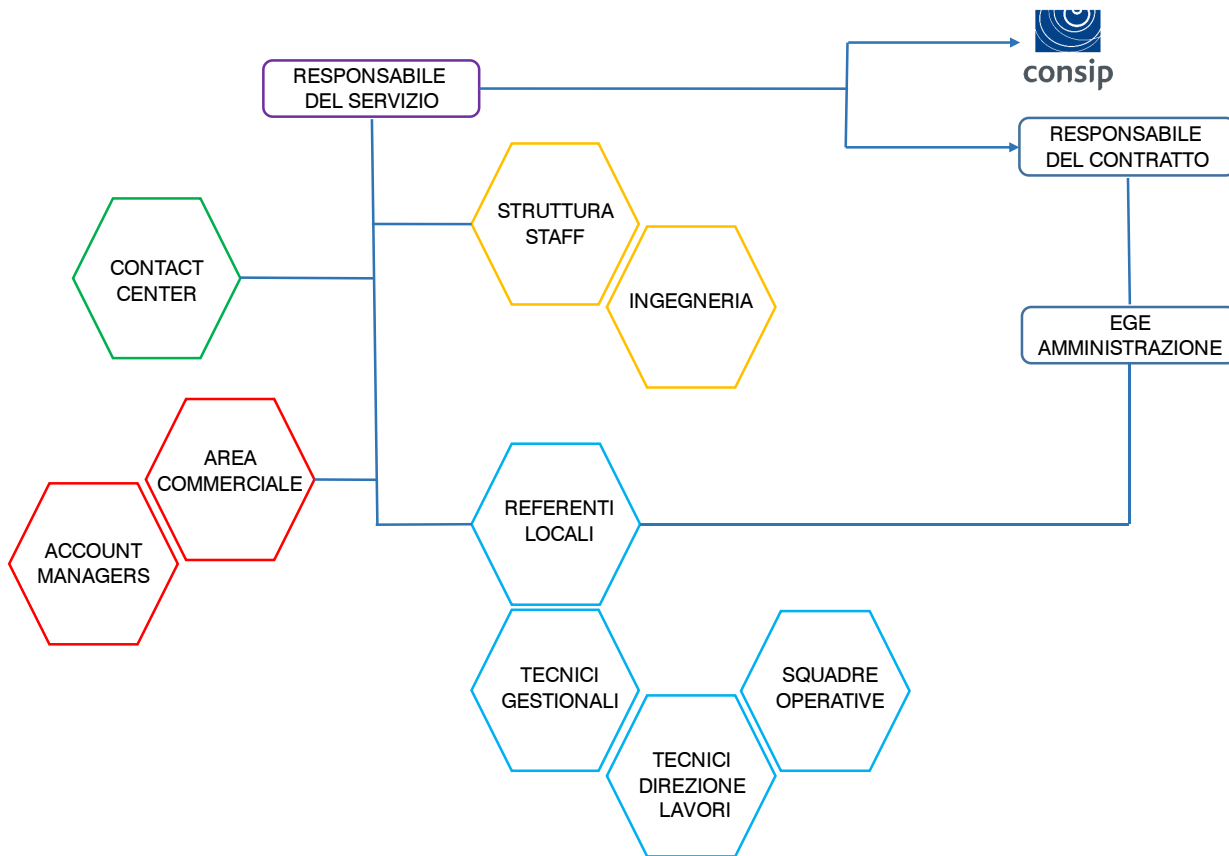 consip
RESPONSABILE
DEL SERVIZIO
RESPONSABILE
DEL CONTRATTO
STRUTTURA
STAFF
CONTACT
CENTER
INGEGNERIA
EGE
AMMINISTRAZIONE
AREA
COMMERCIALE
REFERENTI
LOCALI
ACCOUNT
MANAGERS
TECNICI
GESTIONALI
SQUADRE
OPERATIVE
TECNICI
DIREZIONE
LAVORI